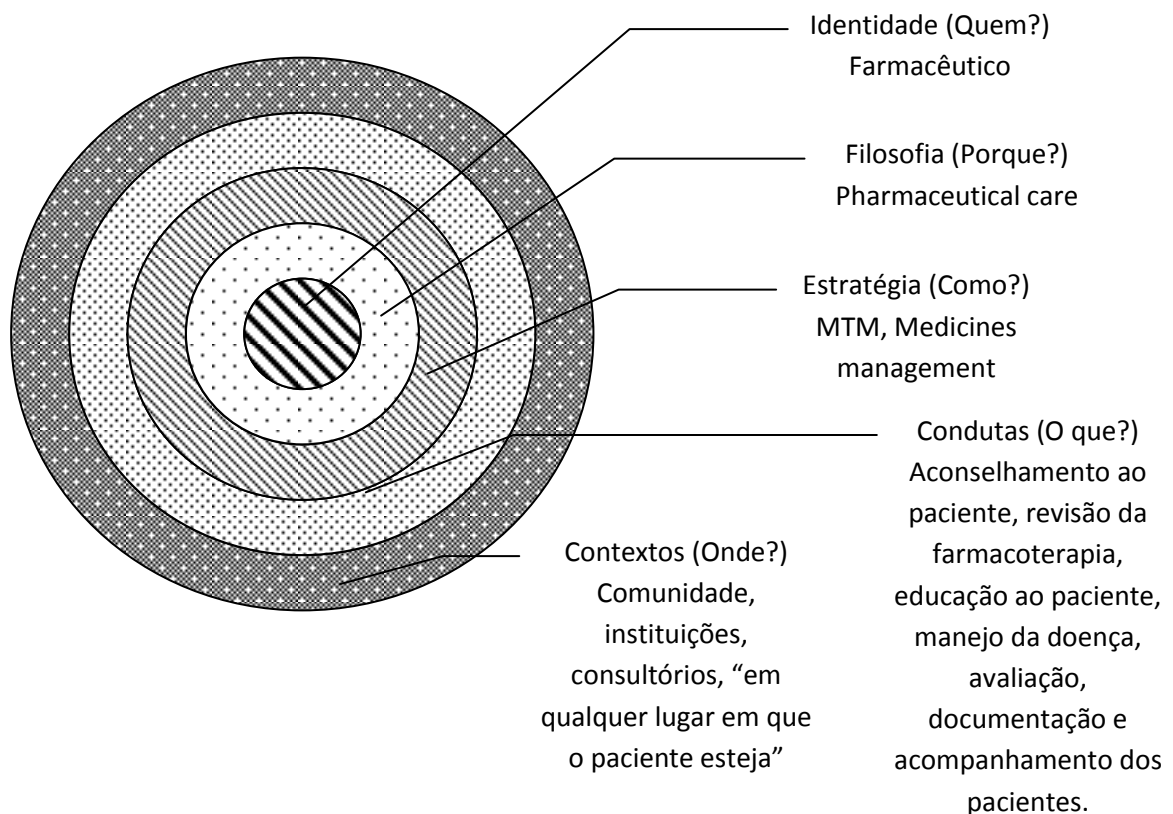 Identidade (Quem?)
Farmacêutico
Filosofia (Porque?)
Pharmaceutical care
Estratégia (Como?)
MTM, Medicines
management
Condutas (O que?)
Aconselhamento ao
paciente, revisão da
farmacoterapia,
educação ao paciente,
manejo da doença,
avaliação,
documentação e
acompanhamento dos
pacientes.
Contextos (Onde?)
Comunidade,
instituições,
consultórios, “em
qualquer lugar em que
o paciente esteja”